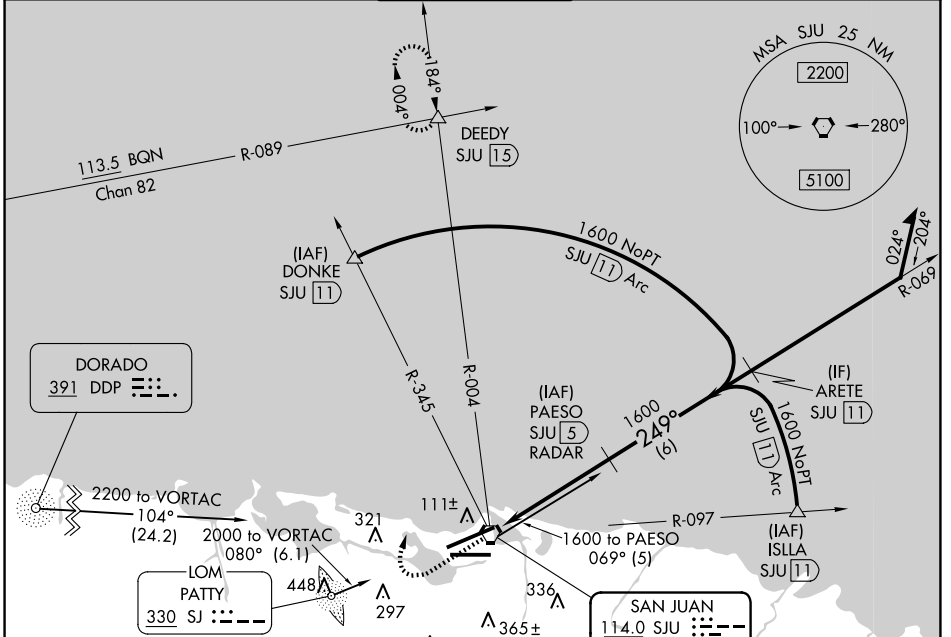 MSA SJU 25 NM
2200
100°
280°
5100
184°
004°
DEEDY
SJU 15
113.5 BQN
Chan 82
R-089
(IAF)
DONKE
SJU 11
1600 NoPT
SJU 11 Arc
024°
204°
R-069
DORADO
391 DDP
R-345
R-004
(IAF)
PAESO
SJU 5
RADAR
1600
249°
(6)
(IF)
ARETE
SJU 11
1600 NoPT
SJU 11 Arc
2200 to VORTAC
104°
(24.2)
2000 to VORTAC
080° (6.1)
321
111±
R-097
1600 to PAESO
069° (5)
(IAF)
ISLLA
SJU 11
LOM
PATTY
330 SJ
448
297
336
365±
SAN JUAN
114.0 SJU